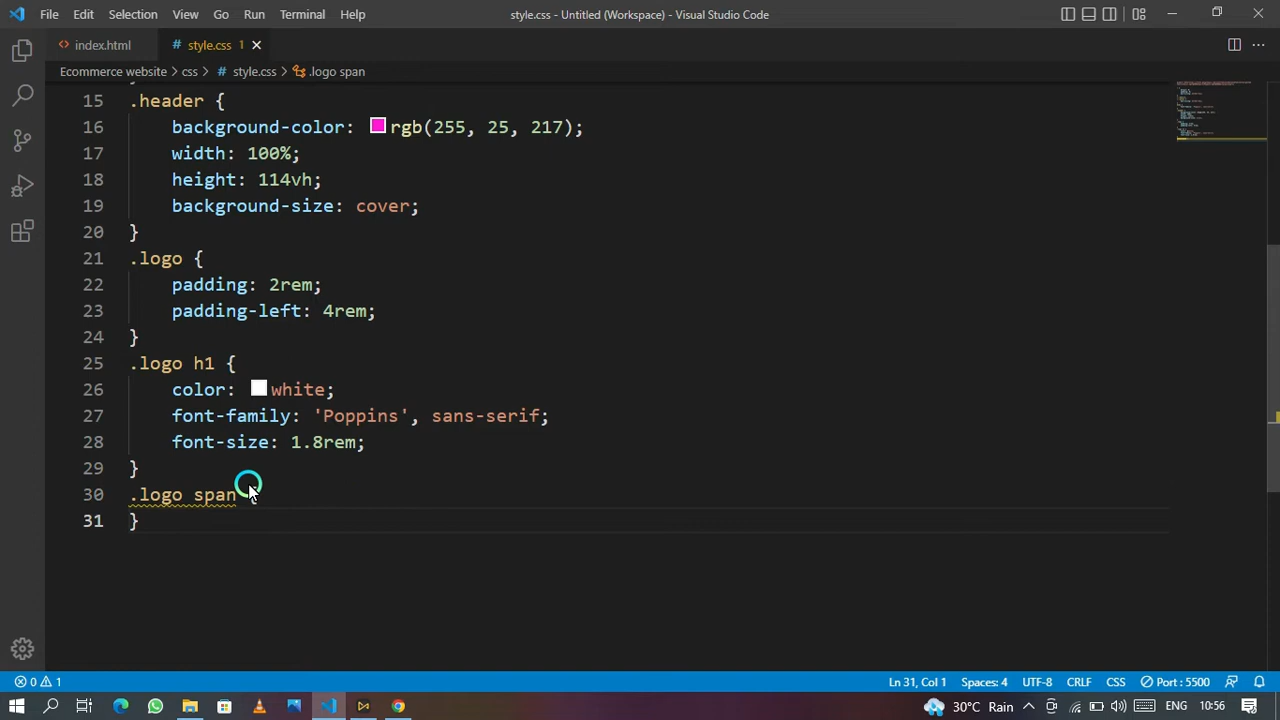 File Edit Selection View Go Run Terminal Help style.css - Untitled (Workspace) - Visual Studio Code
index.html # style.css 1
Ecommerce website > css > # style.css > .logo span
15 .header {
16 background-color: rgb(255, 25, 217);
17 width: 100%;
18 height: 114vh;
19 background-size: cover;
20 }
21 .logo {
22 padding: 2rem;
23 padding-left: 4rem;
24 }
25 .logo h1 {
26 color: white;
27 font-family: 'Poppins', sans-serif;
28 font-size: 1.8rem;
29 }
30 .logo span {
31 }
0 1 Ln 31, Col 1 Spaces: 4 UTF-8 CRLF CSS Port : 5500
30°C Rain ENG 10:56